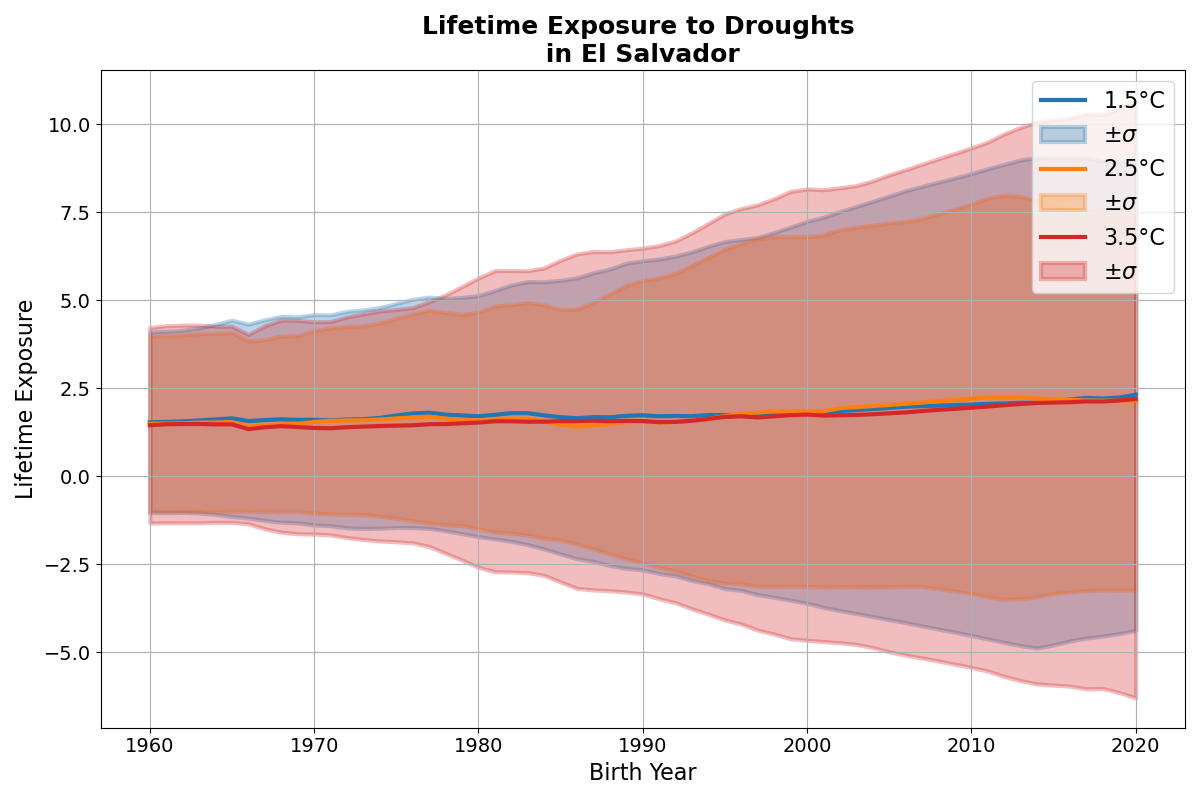 Lifetime Exposure to Droughts
in El Salvador
1.5°C
±σ
2.5°C
±σ
3.5°C
±σ
10.0
7.5
5.0
2.5
0.0
−2.5
−5.0
Lifetime Exposure
1960 1970 1980 1990 2000 2010 2020
Birth Year